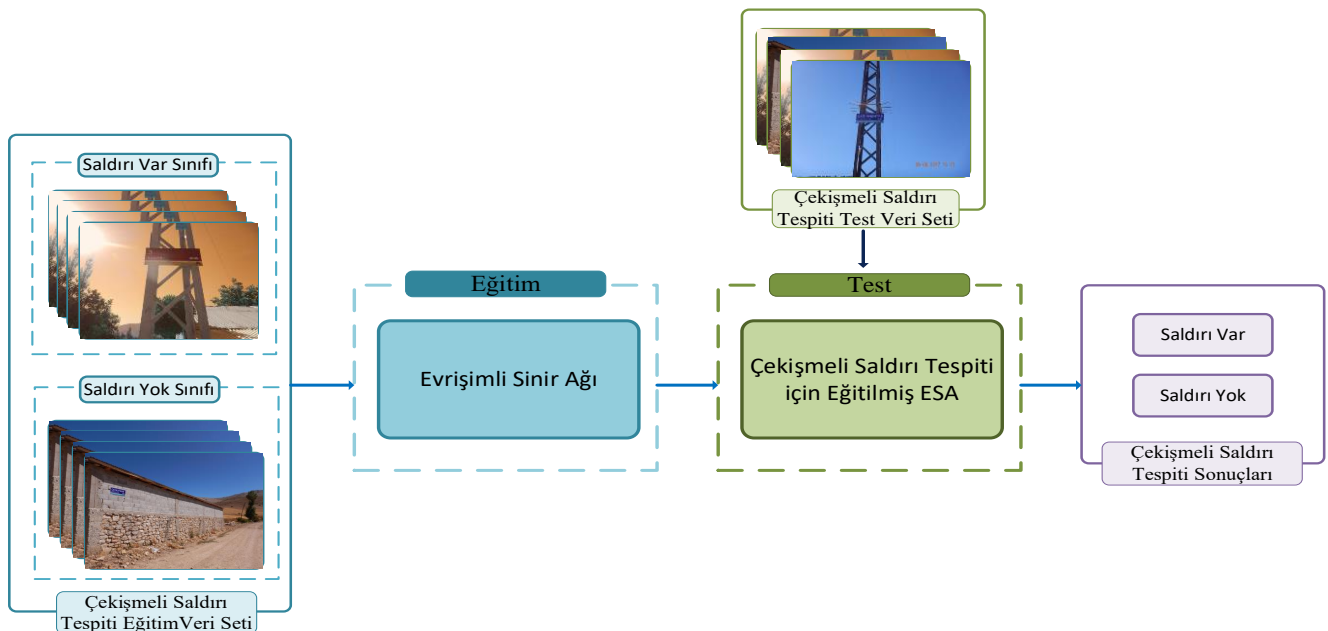 Saldırı Var Sınıfı
Saldırı Yok Sınıfı
Çekişmeli Saldırı
Tespiti EğitimVeri Seti
Eğitim
Evrişimli Sinir Ağı
Çekişmeli Saldırı
Tespiti Test Veri Seti
Test
Çekişmeli Saldırı Tespiti
için Eğitilmiş ESA
Saldırı Var
Saldırı Yok
Çekişmeli Saldırı
Tespiti Sonuçları